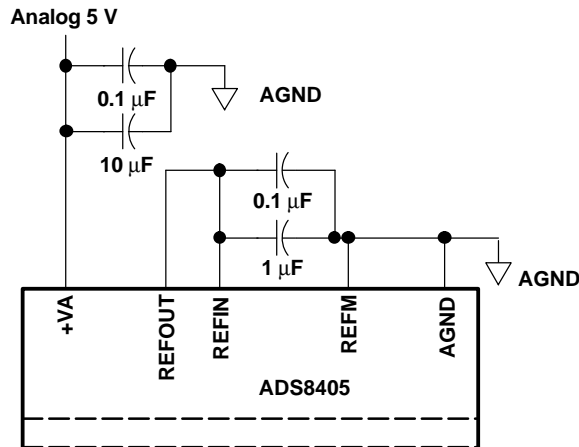 Analog 5 V
0.1 µF
AGND
10 µF
0.1 µF
1 µF
AGND
+VA
REFOUT
REFIN
REFM
AGND
ADS8405